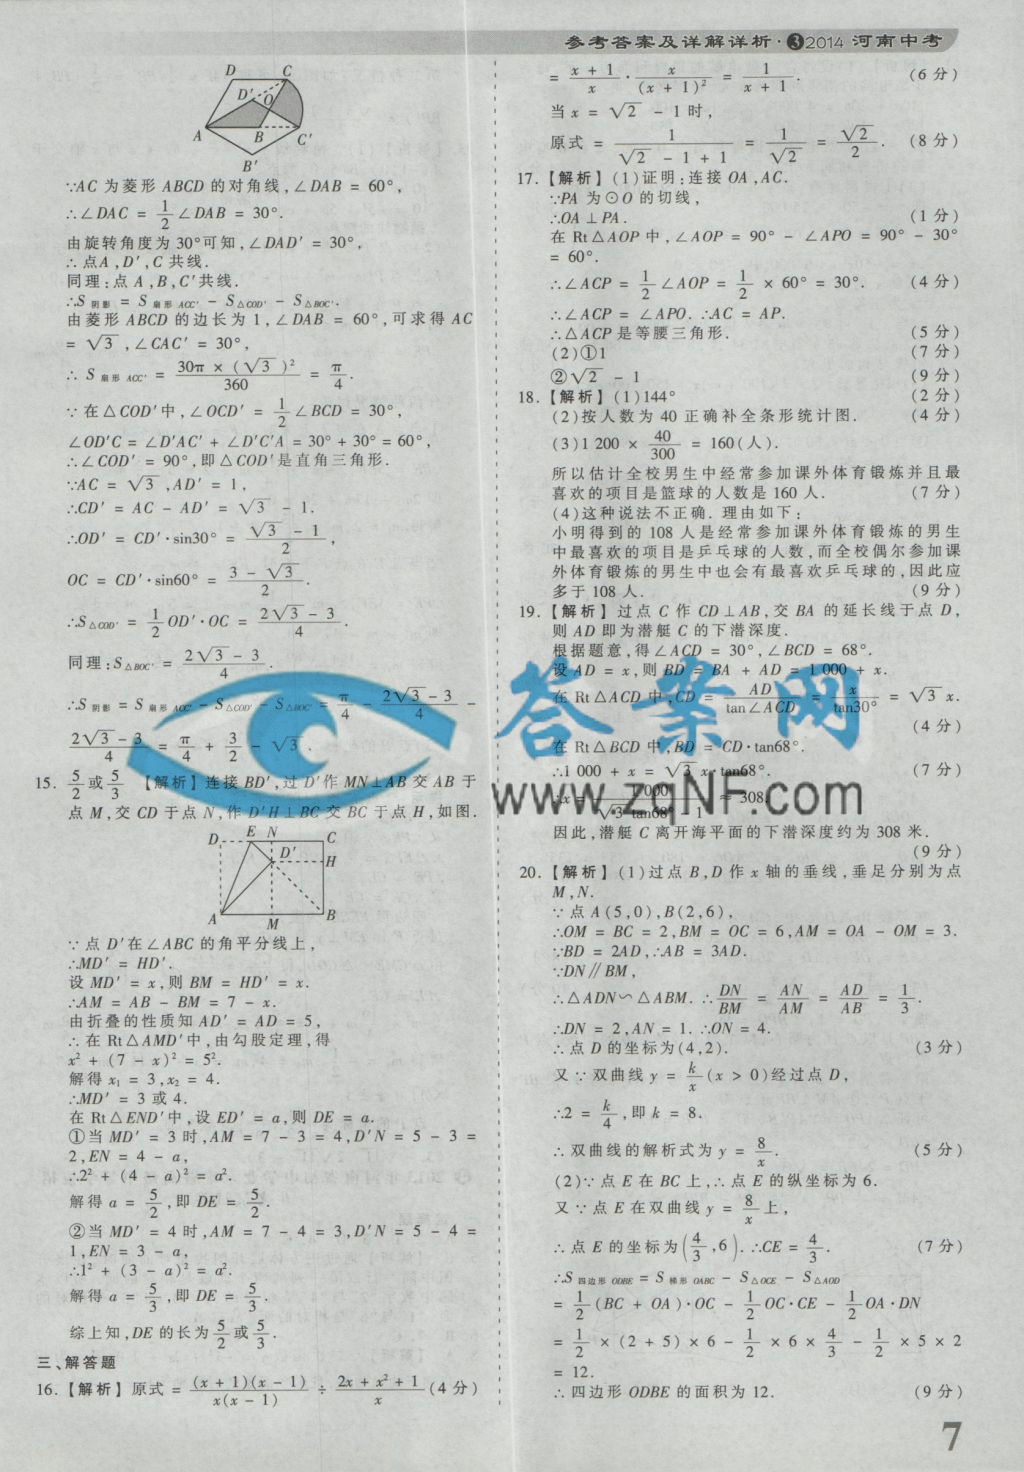 参考答案及详解详析·❸2014 河南中考
D C
D′ O
A B C′
B′
∵AC 为菱形 ABCD 的对角线,∠DAB = 60°,
∴∠DAC = 1/2∠DAB = 30°.
由旋转角度为 30°可知,∠DAD′ = 30°,
∴点A,D′,C 共线.
同理:点 A,B,C′共线.
∴S阴影 = S扇形ACC′ − S△COD′ − S△BOC′.
由菱形 ABCD 的边长为 1,∠DAB = 60°,可求得 AC
= √3,∠CAC′ = 30°,
∴ S扇形ACC′ = 30π × (√3)²/360 = π/4.
∵在△COD′中,∠OCD′ = 1/2∠BCD = 30°,
∠OD′C = ∠D′AC′ + ∠D′C′A = 30° + 30° = 60°,
∴∠COD′ = 90°,即△COD′是直角三角形.
∵AC = √3,AD′ = 1,
∴CD′ = AC − AD′ = √3 − 1.
∴OD′ = CD′·sin30° = (√3 − 1)/2,
OC = CD′·sin60° = (3 − √3)/2.
∴S△COD′ = 1/2 OD′·OC = (2√3 − 3)/4.
同理:S△BOC′ = (2√3 − 3)/4.
∴S阴影 = S扇形ACC′ − S△COD′ − S△BOC′ = π/4 − (2√3 − 3)/4 −
(2√3 − 3)/4 = π/4 + 3/2 − √3.
15. 5/2或5/3 【解析】连接 BD′,过 D′作 MN⊥AB 交 AB 于
点 M,交 CD 于点 N,作 D′H⊥BC 交 BC 于点 H,如图.
D E N C
D′ H
A M B
∵点 D′在∠ABC 的角平分线上,
∴MD′ = HD′.
设 MD′ = x,则 BM = HD′ = x.
∴AM = AB − BM = 7 − x.
由折叠的性质知 AD′ = AD = 5,
∴在 Rt△AMD′中,由勾股定理,得
x² + (7 − x)² = 5².
解得 x₁ = 3,x₂ = 4.
∴MD′ = 3 或 4.
在 Rt△END′中,设 ED′ = a,则 DE = a.
①当 MD′ = 3 时,AM = 7 − 3 = 4,D′N = 5 − 3 =
2,EN = 4 − a,
∴2² + (4 − a)² = a².
解得 a = 5/2,即 DE = 5/2.
②当 MD′ = 4 时,AM = 7 − 4 = 3,D′N = 5 − 4 =
1,EN = 3 − a,
∴1² + (3 − a)² = a².
解得 a = 5/3,即 DE = 5/3.
综上知,DE 的长为5/2或5/3.
三、解答题
16.【解析】原式 = (x + 1)(x − 1)/x(x − 1) ÷ (2x + x² + 1)/x (4 分)
= (x + 1)/x · x/(x + 1)² = 1/(x + 1). (6 分)
当 x = √2 − 1 时,
原式 = 1/(√2 − 1 + 1) = 1/√2 = √2/2. (8 分)
17.【解析】(1)证明:连接 OA,AC.
∵PA 为⊙O 的切线,
∴OA⊥PA. (1 分)
在 Rt△AOP 中,∠AOP = 90° − ∠APO = 90° − 30°
= 60°.
∴∠ACP = 1/2∠AOP = 1/2 × 60° = 30°. (4 分)
∴∠ACP = ∠APO. ∴AC = AP.
∴△ACP 是等腰三角形. (5 分)
(2)①1 (7 分)
②√2 − 1 (9 分)
18.【解析】(1)144° (2 分)
(2)按人数为 40 正确补全条形统计图. (4 分)
(3)1 200 × 40/300 = 160(人).
所以估计全校男生中经常参加课外体育锻炼并且最
喜欢的项目是篮球的人数是 160 人. (7 分)
(4)这种说法不正确. 理由如下:
小明得到的 108 人是经常参加课外体育锻炼的男生
中最喜欢的项目是乒乓球的人数,而全校偶尔参加课
外体育锻炼的男生中也会有最喜欢乒乓球的,因此应
多于 108 人. (9 分)
19.【解析】过点 C 作 CD⊥AB,交 BA 的延长线于点 D,
则 AD 即为潜艇 C 的下潜深度.
根据题意,得∠ACD = 30°,∠BCD = 68°.
设 AD = x,则 BD = BA + AD = 1 000 + x.
在 Rt△ACD 中,CD = AD/tan∠ACD = x/tan30° = √3x.
(4 分)
在 Rt△BCD 中,BD = CD·tan68°.
∴1 000 + x = √3x·tan68°. (7 分)
∴x = 1000/(√3·tan68° − 1) ≈ 308.
因此,潜艇 C 离开海平面的下潜深度约为 308 米.
(9 分)
20.【解析】(1)过点 B,D 作 x 轴的垂线,垂足分别为点
M,N.
∵点 A(5,0),B(2,6),
∴OM = BC = 2,BM = OC = 6,AM = OA − OM = 3.
∵BD = 2AD,∴AB = 3AD.
∵DN∥BM,
∴△ADN∽△ABM. ∴DN/BM = AN/AM = AD/AB = 1/3.
∴DN = 2,AN = 1. ∴ON = 4.
∴点 D 的坐标为(4,2). (3 分)
又∵双曲线 y = k/x (x > 0)经过点 D,
∴2 = k/4,即 k = 8.
∴双曲线的解析式为 y = 8/x. (5 分)
(2)∵点 E 在 BC 上,∴点 E 的纵坐标为 6.
又∵点 E 在双曲线 y = 8/x 上,
∴点 E 的坐标为(4/3,6). ∴CE = 4/3. (7 分)
∴S四边形ODBE = S梯形OABC − S△OCE − S△AOD
= 1/2(BC + OA)·OC − 1/2 OC·CE − 1/2 OA·DN
= 1/2 × (2 + 5) × 6 − 1/2 × 6 × 4/3 − 1/2 × 5 × 2
= 12.
∴四边形 ODBE 的面积为 12. (9 分)
答案网
www.zqNF.com
7